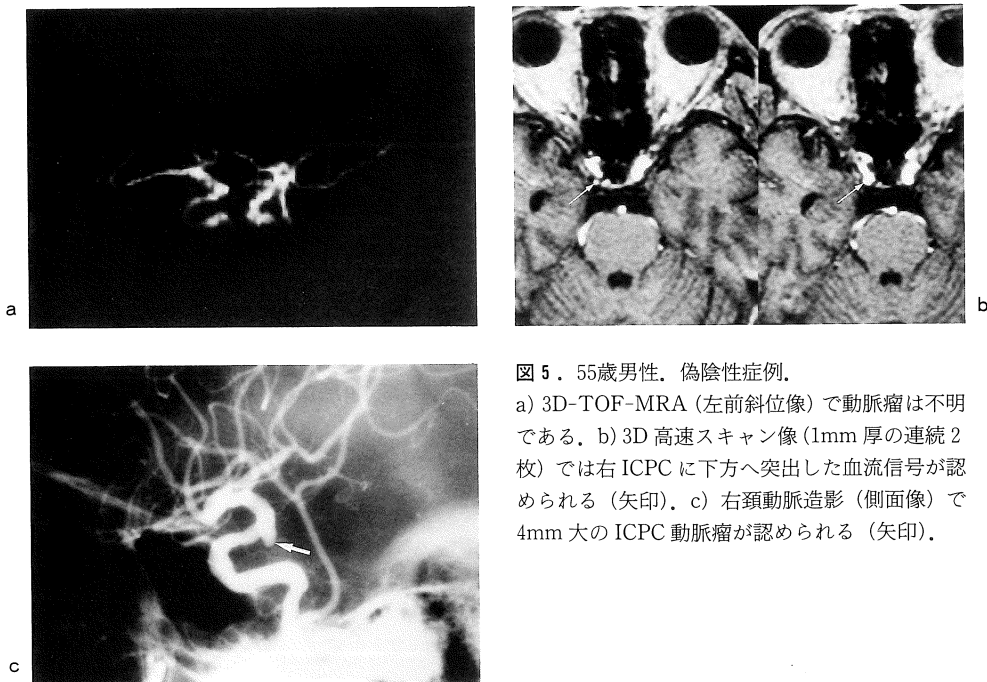 a
b
c
図5．55歳男性．偽陰性症例．
a) 3D-TOF-MRA（左前斜位像）で動脈瘤は不明
である．b) 3D 高速スキャン像（1mm 厚の連続2
枚）では右 ICPC に下方へ突出した血流信号が認
められる（矢印）．c) 右頚動脈造影（側面像）で
4mm 大の ICPC 動脈瘤が認められる（矢印）．